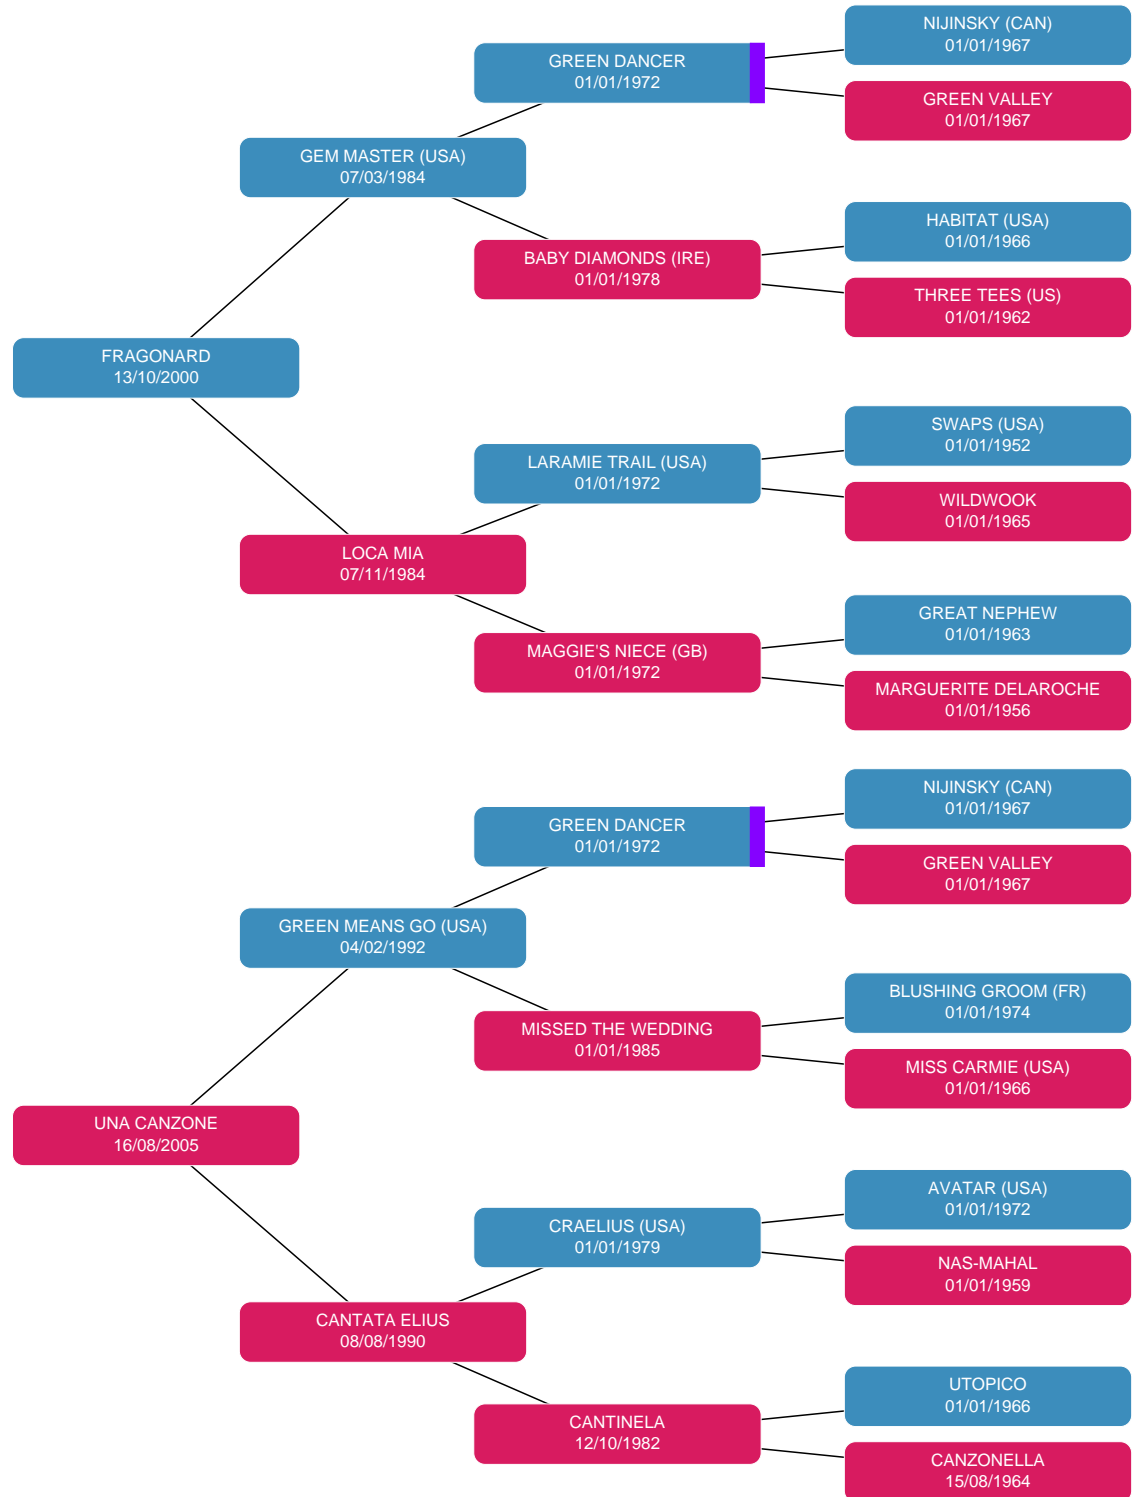 NIJINSKY (CAN)
01/01/1967
GREEN DANCER
01/01/1972
GREEN VALLEY
01/01/1967
GEM MASTER (USA)
07/03/1984
HABITAT (USA)
01/01/1966
BABY DIAMONDS (IRE)
01/01/1978
THREE TEES (US)
01/01/1962
FRAGONARD
13/10/2000
SWAPS (USA)
01/01/1952
LARAMIE TRAIL (USA)
01/01/1972
WILDWOOK
01/01/1965
LOCA MIA
07/11/1984
GREAT NEPHEW
01/01/1963
MAGGIE'S NIECE (GB)
01/01/1972
MARGUERITE DELAROCHE
01/01/1956
NIJINSKY (CAN)
01/01/1967
GREEN DANCER
01/01/1972
GREEN VALLEY
01/01/1967
GREEN MEANS GO (USA)
04/02/1992
BLUSHING GROOM (FR)
01/01/1974
MISSED THE WEDDING
01/01/1985
MISS CARMIE (USA)
01/01/1966
UNA CANZONE
16/08/2005
AVATAR (USA)
01/01/1972
CRAELIUS (USA)
01/01/1979
NAS-MAHAL
01/01/1959
CANTATA ELIUS
08/08/1990
UTOPICO
01/01/1966
CANTINELA
12/10/1982
CANZONELLA
15/08/1964